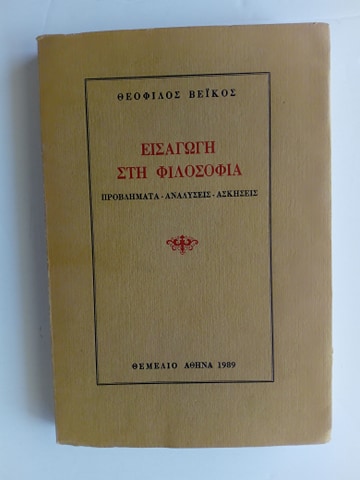 ΘΕΟΦΙΛΟΣ ΒΕΪΚΟΣ
ΕΙΣΑΓΩΓΗ
ΣΤΗ ΦΙΛΟΣΟΦΙΑ
ΠΡΟΒΛΗΜΑΤΑ - ΑΝΑΛΥΣΕΙΣ - ΑΣΚΗΣΕΙΣ
ΘΕΜΕΛΙΟ ΑΘΗΝΑ 1989